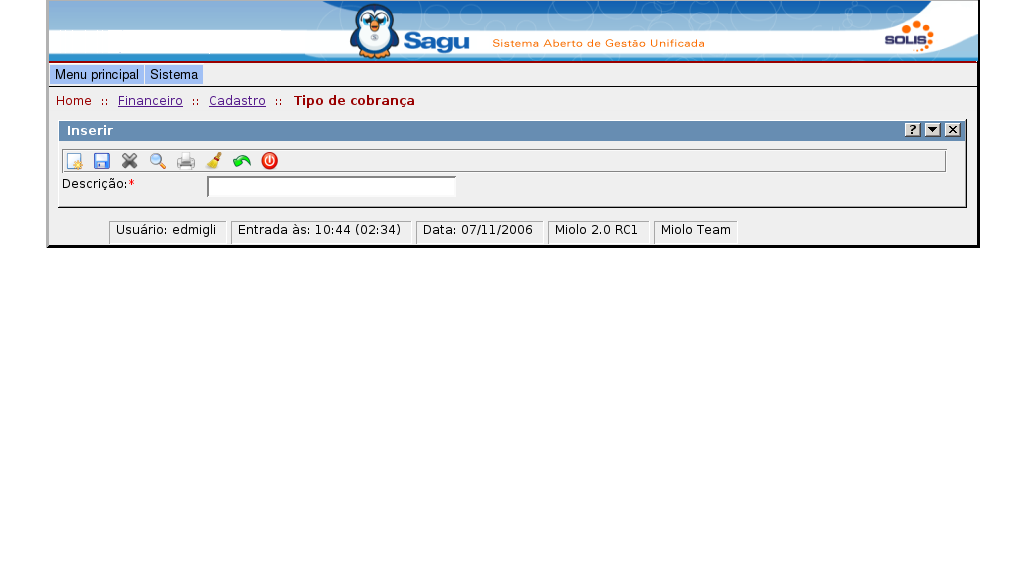 Sagu Sistema Aberto de Gestão Unificada SOLIS
Menu principal Sistema
Home :: Financeiro :: Cadastro :: Tipo de cobrança
Inserir ?
Descrição:*
Usuário: edmigli Entrada às: 10:44 (02:34) Data: 07/11/2006 Miolo 2.0 RC1 Miolo Team